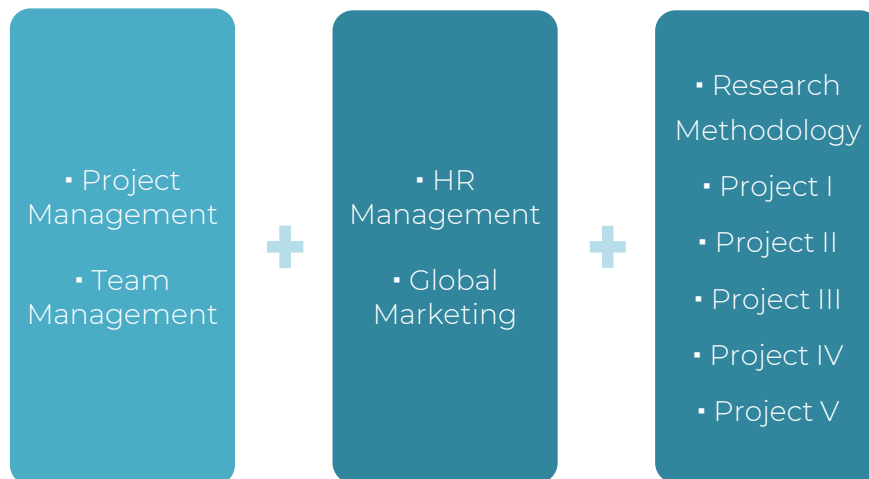 ▪ Project
Management
▪ Team
Management
▪ HR
Management
▪ Global
Marketing
▪ Research
Methodology
▪ Project I
▪ Project II
▪ Project III
▪ Project IV
▪ Project V